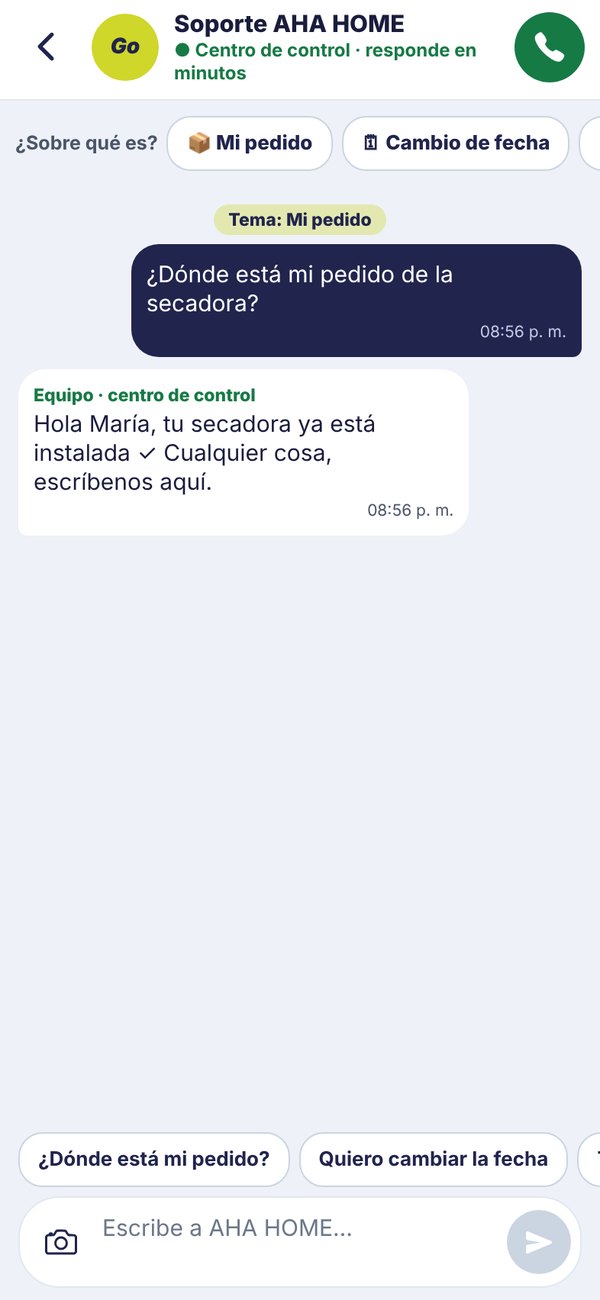 Go
Soporte AHA HOME
● Centro de control · responde en
minutos
¿Sobre qué es?
📦 Mi pedido
🗓 Cambio de fecha
Tema: Mi pedido
¿Dónde está mi pedido de la
secadora?
08:56 p. m.
Equipo · centro de control
Hola María, tu secadora ya está
instalada ✓ Cualquier cosa,
escríbenos aquí.
08:56 p. m.
¿Dónde está mi pedido?
Quiero cambiar la fecha
Escribe a AHA HOME...